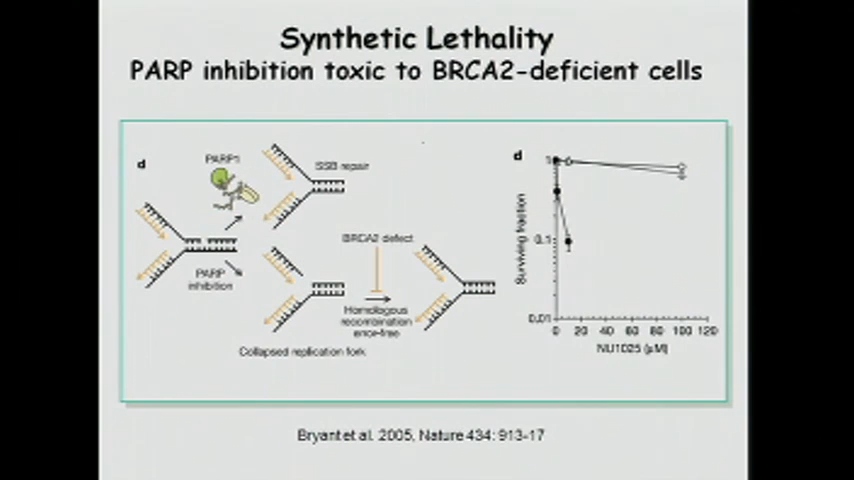 Synthetic Lethality
PARP inhibition toxic to BRCA2-deficient cells
d
PARP1
SSB repair
PARP
inhibition
BRCA2 defect
Homologous
recombination
error-free
Collapsed replication fork
d
Surviving fraction
1
0.1
0.01
0 20 40 60 80 100 120
NU1025 (µM)
Bryant et al. 2005, Nature 434: 913-17